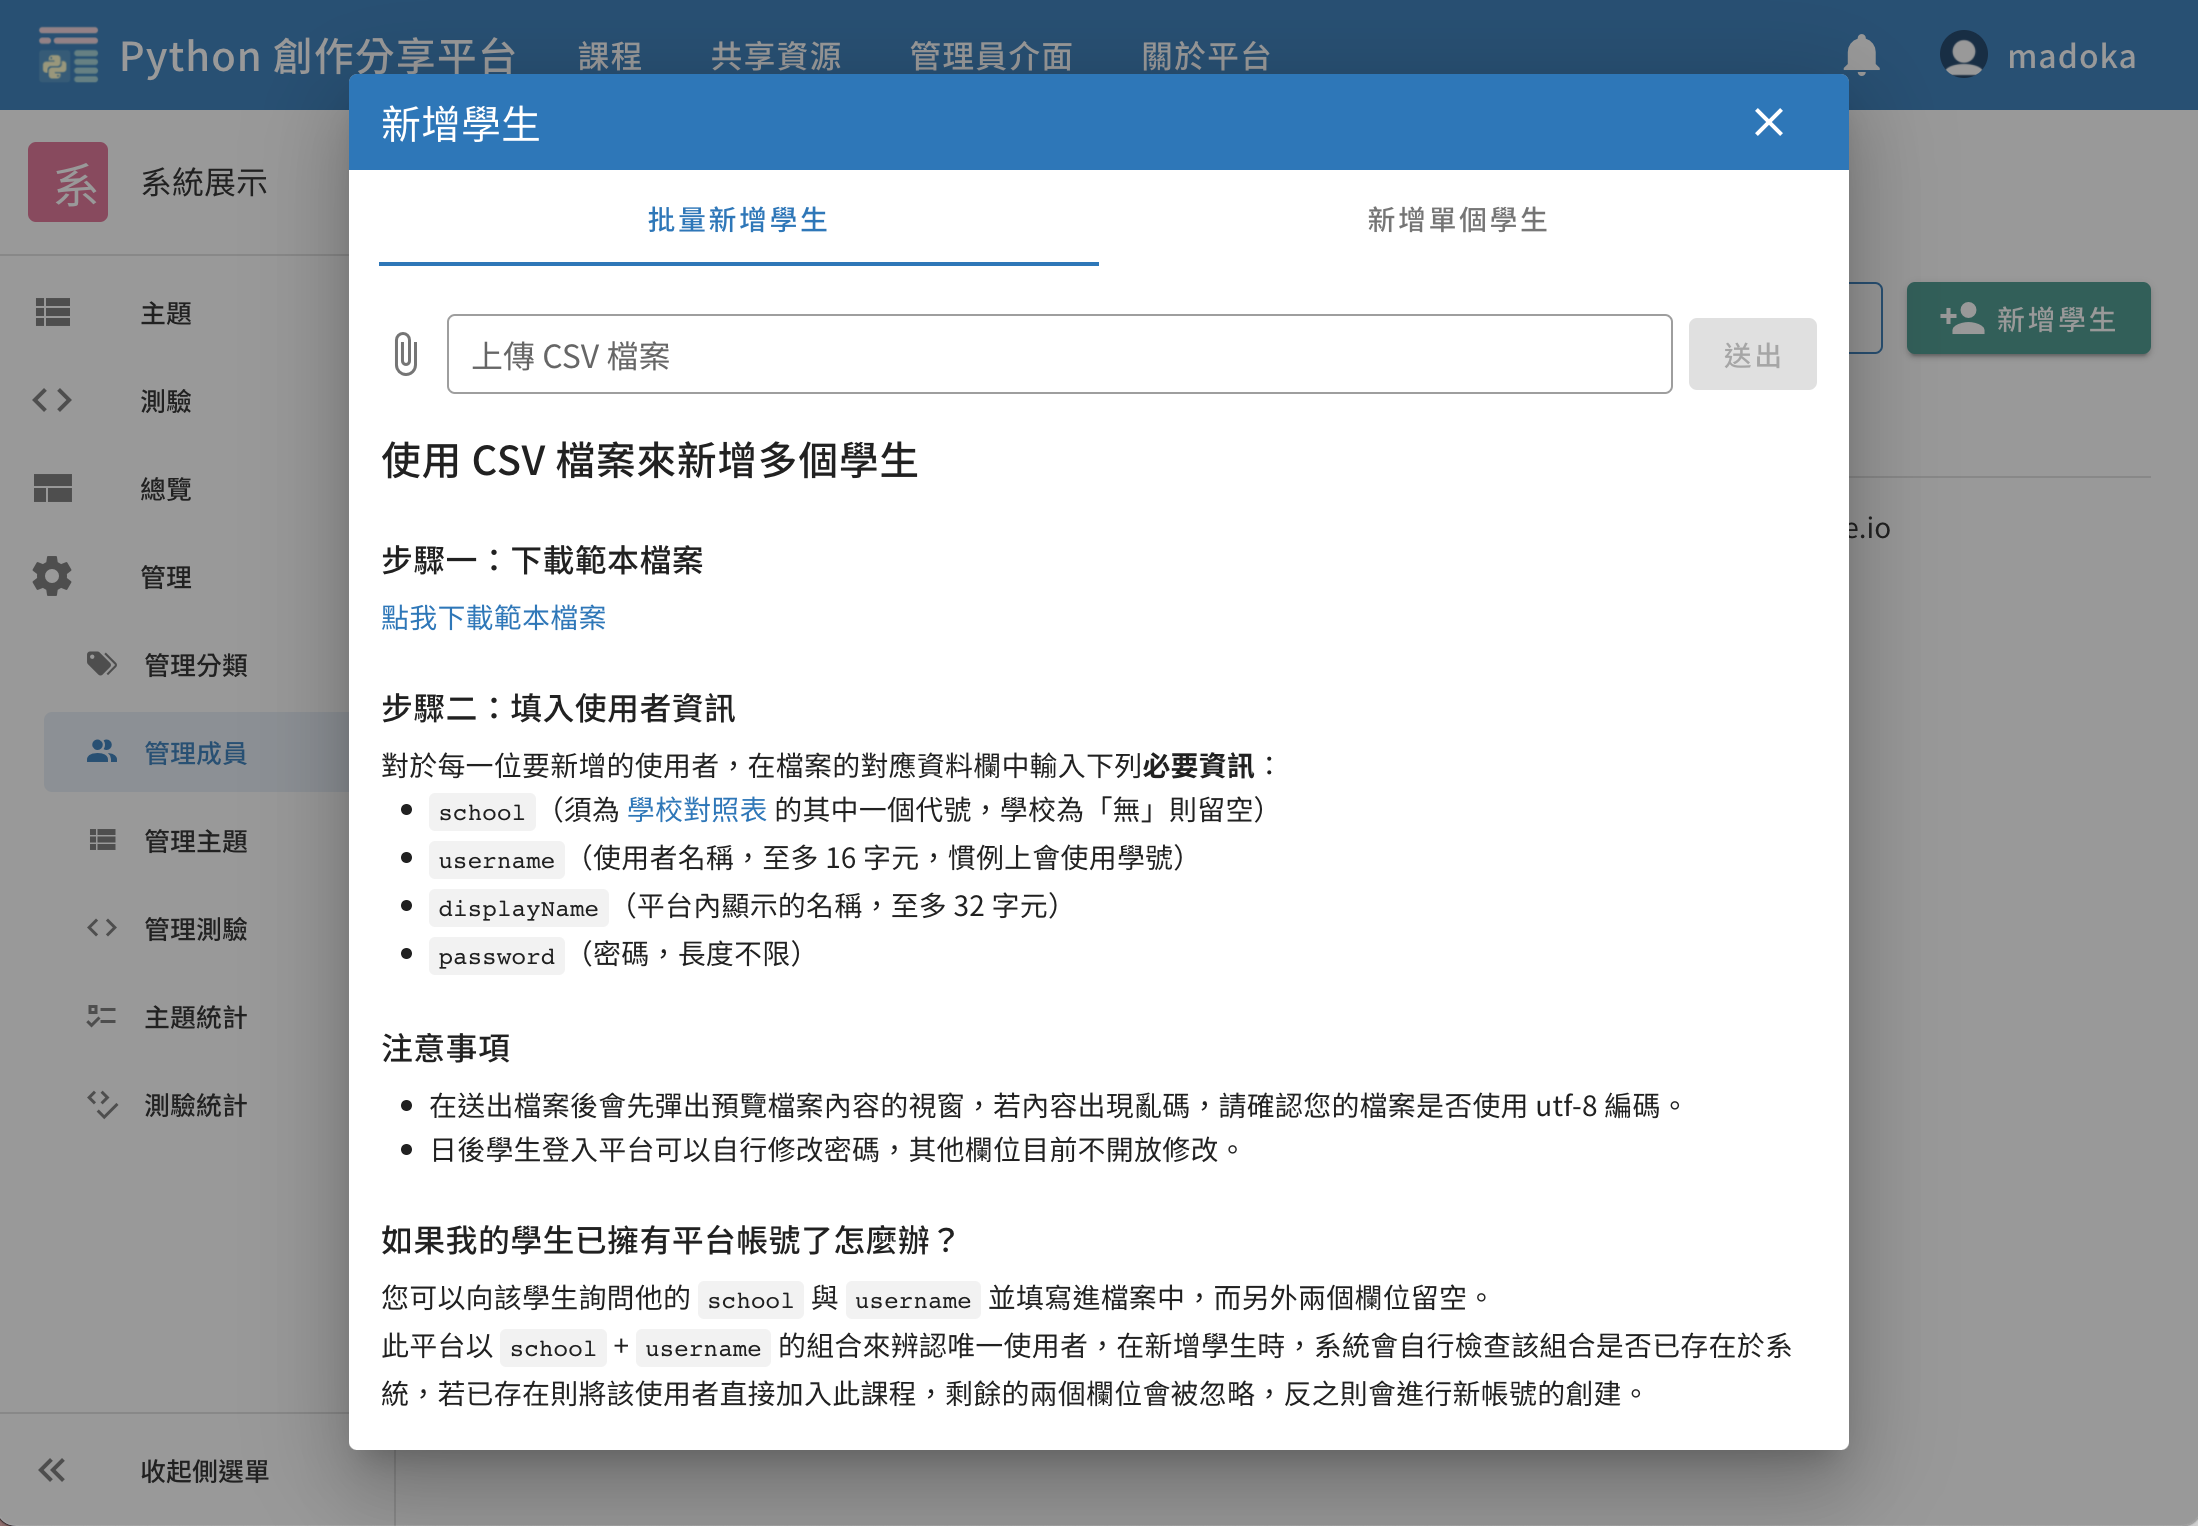 Python 創作分享平台 課程 共享資源 管理員介面 關於平台 madoka
系 系統展示
主題
測驗
總覽
管理
管理分類
管理成員
管理主題
管理測驗
主題統計
測驗統計
收起側選單
新增學生
e.io
新增學生
批量新增學生 新增單個學生
上傳 CSV 檔案 送出
使用 CSV 檔案來新增多個學生
步驟一：下載範本檔案
點我下載範本檔案
步驟二：填入使用者資訊
對於每一位要新增的使用者，在檔案的對應資料欄中輸入下列必要資訊：
school（須為 學校對照表 的其中一個代號，學校為「無」則留空）
username（使用者名稱，至多 16 字元，慣例上會使用學號）
displayName（平台內顯示的名稱，至多 32 字元）
password（密碼，長度不限）
注意事項
在送出檔案後會先彈出預覽檔案內容的視窗，若內容出現亂碼，請確認您的檔案是否使用 utf-8 編碼。
日後學生登入平台可以自行修改密碼，其他欄位目前不開放修改。
如果我的學生已擁有平台帳號了怎麼辦？
您可以向該學生詢問他的 school 與 username 並填寫進檔案中，而另外兩個欄位留空。
此平台以 school + username 的組合來辨認唯一使用者，在新增學生時，系統會自行檢查該組合是否已存在於系
統，若已存在則將該使用者直接加入此課程，剩餘的兩個欄位會被忽略，反之則會進行新帳號的創建。